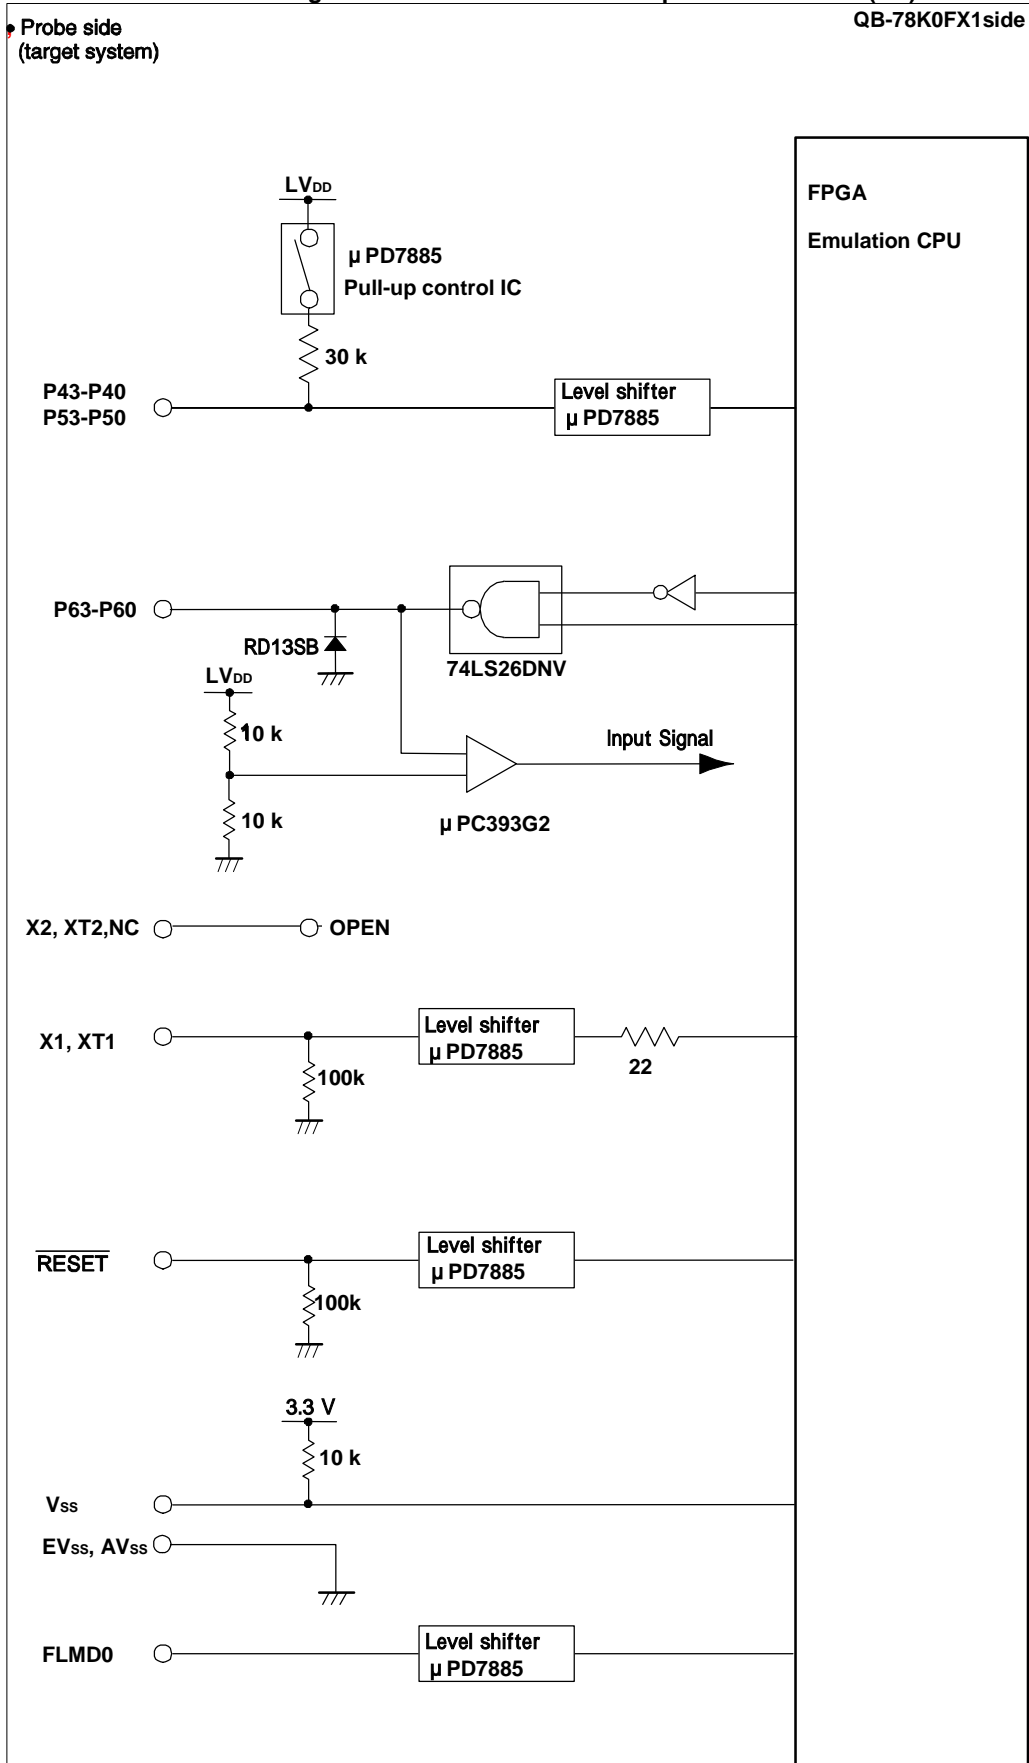 • Probe side
(target system)
QB-78K0FX1side
FPGA
Emulation CPU
LVDD
µ PD7885
Pull-up control IC
30 k
P43-P40
P53-P50
Level shifter
µ PD7885
P63-P60
RD13SB
74LS26DNV
LVDD
10 k
10 k
Input Signal
µ PC393G2
X2, XT2,NC
OPEN
X1, XT1
Level shifter
µ PD7885
22
100k
RESET
Level shifter
µ PD7885
100k
3.3 V
10 k
VSS
EVSS, AVSS
FLMD0
Level shifter
µ PD7885